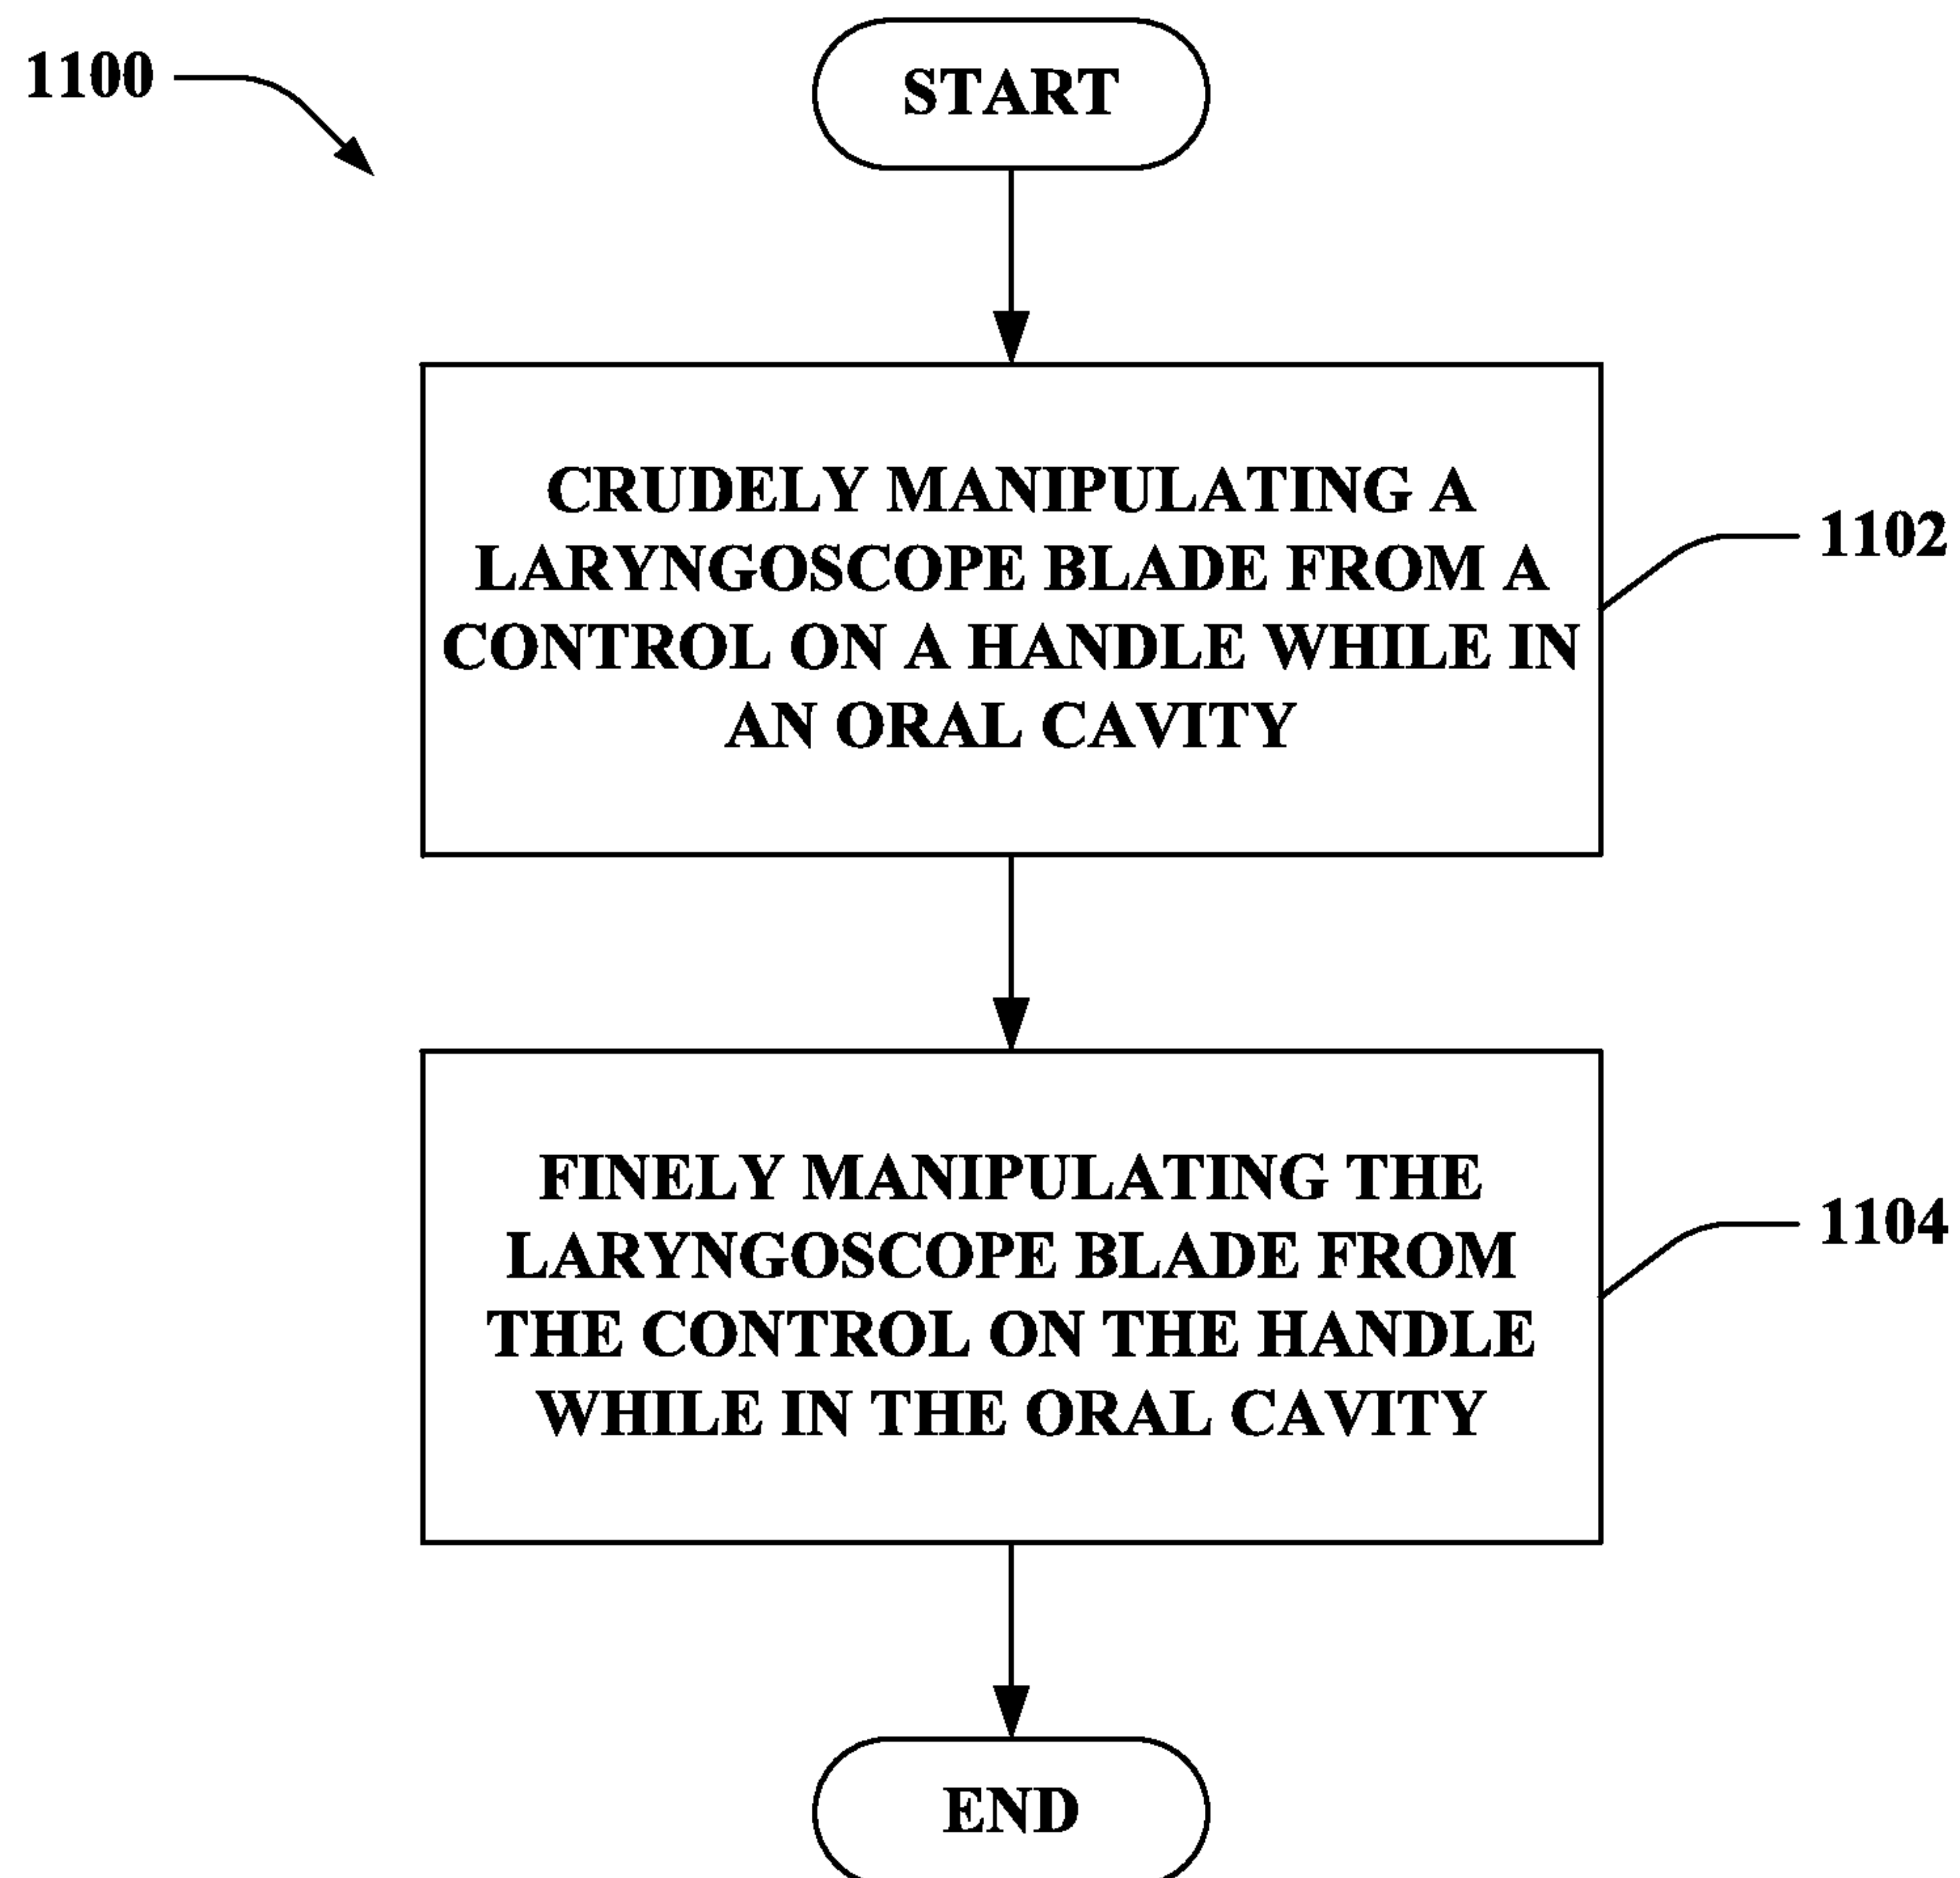 1100
START
CRUDELY MANIPULATING A
LARYNGOSCOPE BLADE FROM A
CONTROL ON A HANDLE WHILE IN
AN ORAL CAVITY
1102
FINELY MANIPULATING THE
LARYNGOSCOPE BLADE FROM
THE CONTROL ON THE HANDLE
WHILE IN THE ORAL CAVITY
1104
END